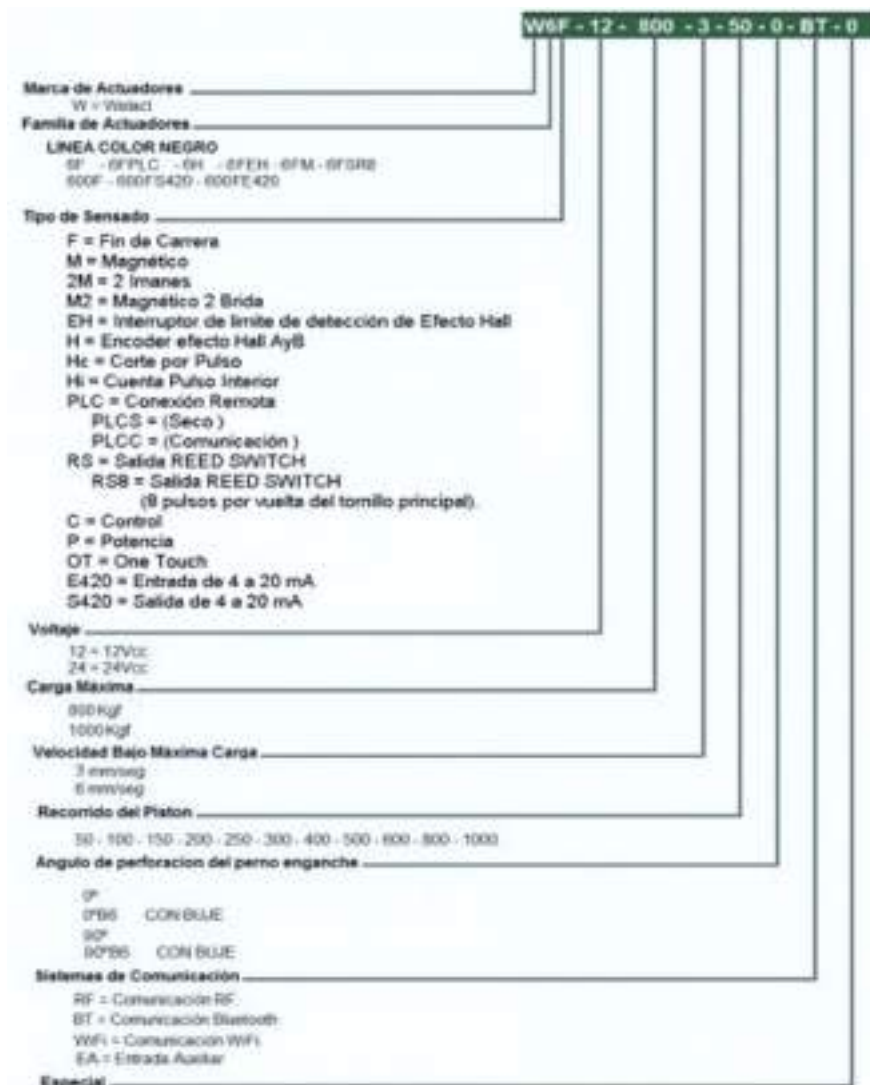 W6F - 12 - 800 - 3 - 50 - 0 - BT - 0
Marca de Actuadores
W = Welact
Familia de Actuadores
LINEA COLOR NEGRO
6F - 6FPLC - 6H - 6FEH - 6FM - 6FSR8
600F - 600FS420 - 600FE420
Tipo de Sensado
F = Fin de Carrera
M = Magnético
2M = 2 Imanes
M2 = Magnético 2 Brida
EH = Interruptor de limite de detección de Efecto Hall
H = Encoder efecto Hall AyB
Hc = Corte por Pulso
Hi = Cuenta Pulso Interior
PLC = Conexión Remota
PLCS = (Seco )
PLCC = (Comunicación )
RS = Salida REED SWITCH
RS8 = Salida REED SWITCH
(8 pulsos por vuelta del tornillo principal).
C = Control
P = Potencia
OT = One Touch
E420 = Entrada de 4 a 20 mA
S420 = Salida de 4 a 20 mA
Voltaje
12 = 12Vcc
24 = 24Vcc
Carga Máxima
800 Kgf
1000 Kgf
Velocidad Bajo Máxima Carga
3 mm/seg
6 mm/seg
Recorrido del Piston
50 - 100 - 150 - 200 - 250 - 300 - 400 - 500 - 600 - 800 - 1000
Angulo de perforacion del perno enganche
0º
0ºB6 CON BUJE
90º
90ºB6 CON BUJE
Sistemas de Comunicación
RF = Comunicación RF
BT = Comunicación Bluetooth
WiFi = Comunicación WiFi
EA = Entrada Auxiliar
Especial